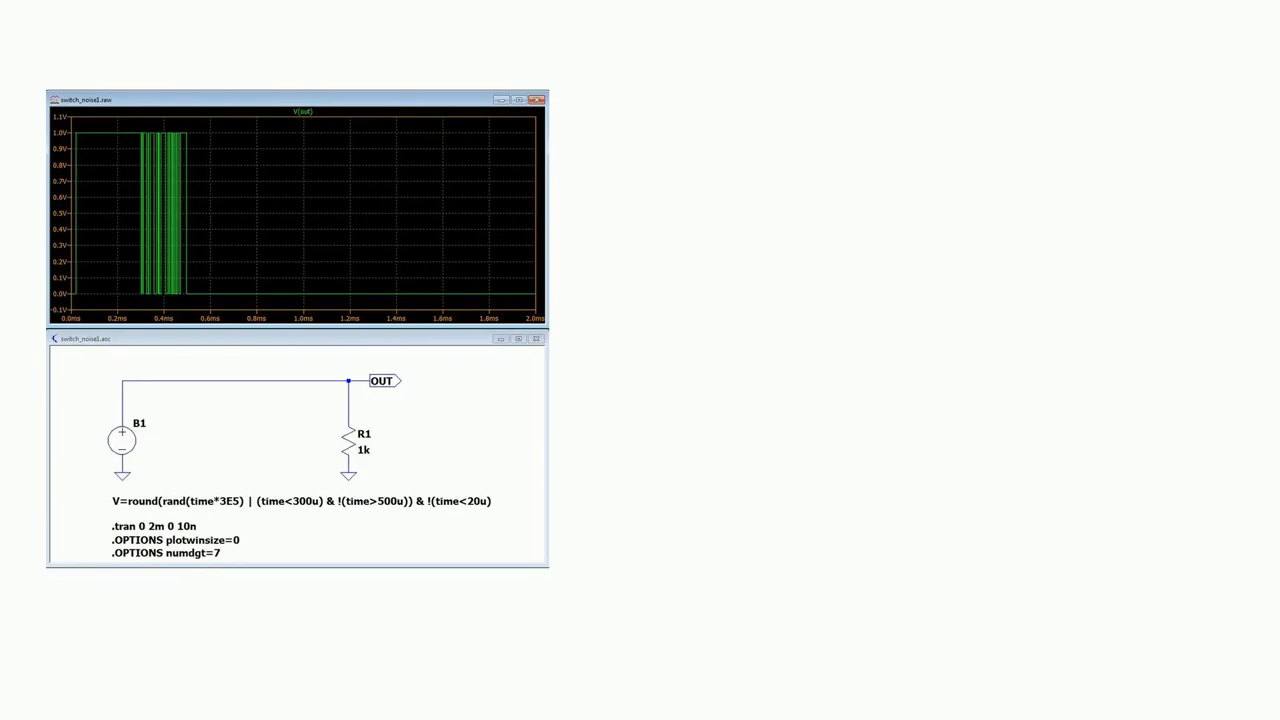 switch_noise1.raw
V(out)
1.1V
1.0V
0.9V
0.8V
0.7V
0.6V
0.5V
0.4V
0.3V
0.2V
0.1V
0.0V
-0.1V
0.0ms 0.2ms 0.4ms 0.6ms 0.8ms 1.0ms 1.2ms 1.4ms 1.6ms 1.8ms 2.0ms
switch_noise1.asc
OUT
B1
R1
1k
V=round(rand(time*3E5) | (time<300u) & !(time>500u)) & !(time<20u)
.tran 0 2m 0 10n
.OPTIONS plotwinsize=0
.OPTIONS numdgt=7